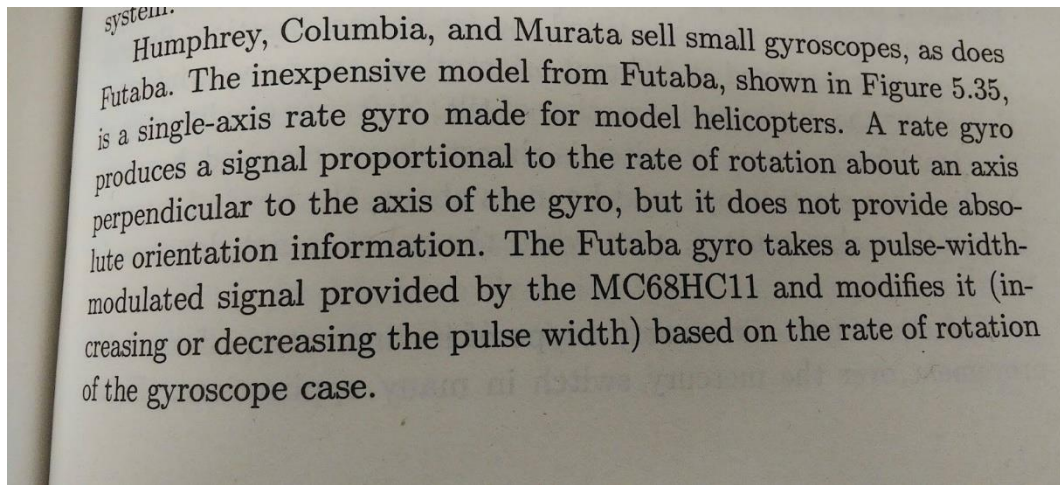 system.
Humphrey, Columbia, and Murata sell small gyroscopes, as does
Futaba. The inexpensive model from Futaba, shown in Figure 5.35,
is a single-axis rate gyro made for model helicopters. A rate gyro
produces a signal proportional to the rate of rotation about an axis
perpendicular to the axis of the gyro, but it does not provide abso-
lute orientation information. The Futaba gyro takes a pulse-width-
modulated signal provided by the MC68HC11 and modifies it (in-
creasing or decreasing the pulse width) based on the rate of rotation
of the gyroscope case.